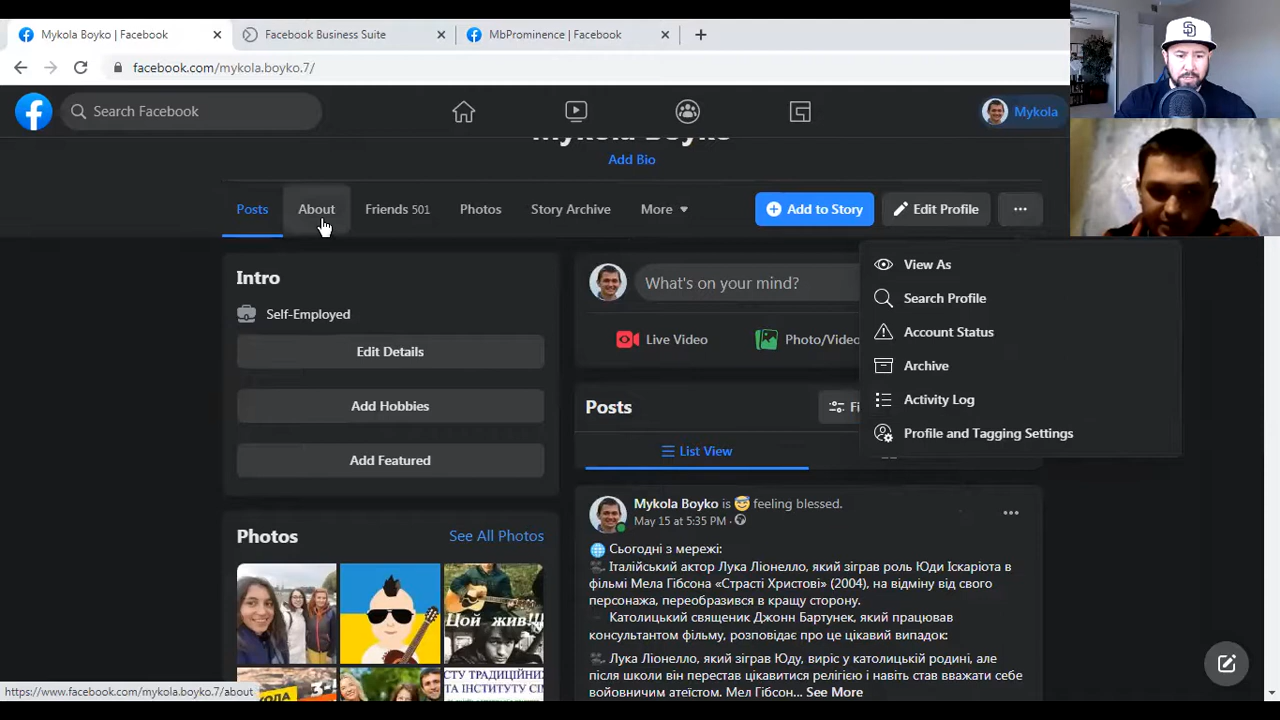 Mykola Boyko | Facebook
Facebook Business Suite
MbProminence | Facebook
facebook.com/mykola.boyko.7/
Search Facebook
Mykola
Mykola Boyko
Add Bio
Posts
About
Friends 501
Photos
Story Archive
More
Add to Story
Edit Profile
Intro
Self-Employed
Edit Details
Add Hobbies
Add Featured
Photos
See All Photos
ЦОЙ ЖИВ!
СТУ ТРАДИЦІЙН
ТА ІНСТИТУТУ СІМ
What's on your mind?
Live Video
Photo/Video
View As
Search Profile
Account Status
Archive
Activity Log
Profile and Tagging Settings
Posts
Fi
List View
Mykola Boyko is 😇 feeling blessed.
May 15 at 5:35 PM ·
🌐 Сьогодні з мережі:
Італійський актор Лука Ліонелло, який зіграв роль Юди Іскаріота в
фільмі Мела Гібсона «Страсті Христові» (2004), на відміну від свого
персонажа, переобразився в кращу сторону.
Католицький священик Джонн Бартунек, який працював
консультантом фільму, розповідає про це цікавий випадок:
Лука Ліонелло, який зіграв Юду, виріс у католицькій родині, але
після школи він перестав цікавитися релігією і навіть став вважати себе
войовничим атеїстом. Мел Гібсон... See More
https://www.facebook.com/mykola.boyko.7/about